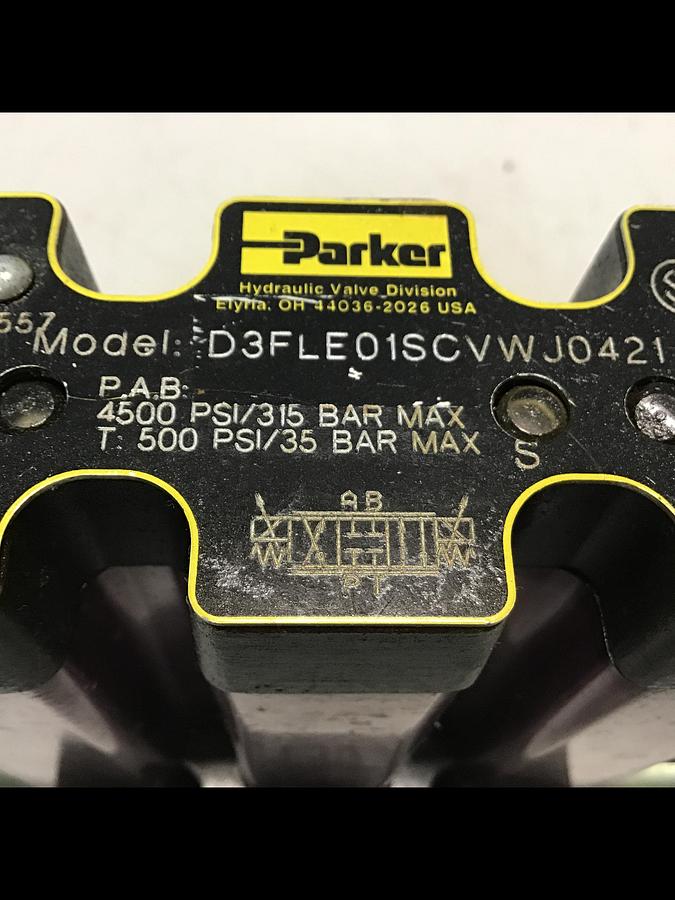 Parker
Hydraulic Valve Division
Elyria, OH 44036-2026 USA
557
Model: D3FLE01SCVWJ0421
P.A.B:
4500 PSI/315 BAR MAX
T: 500 PSI/35 BAR MAX
S
A B
P T